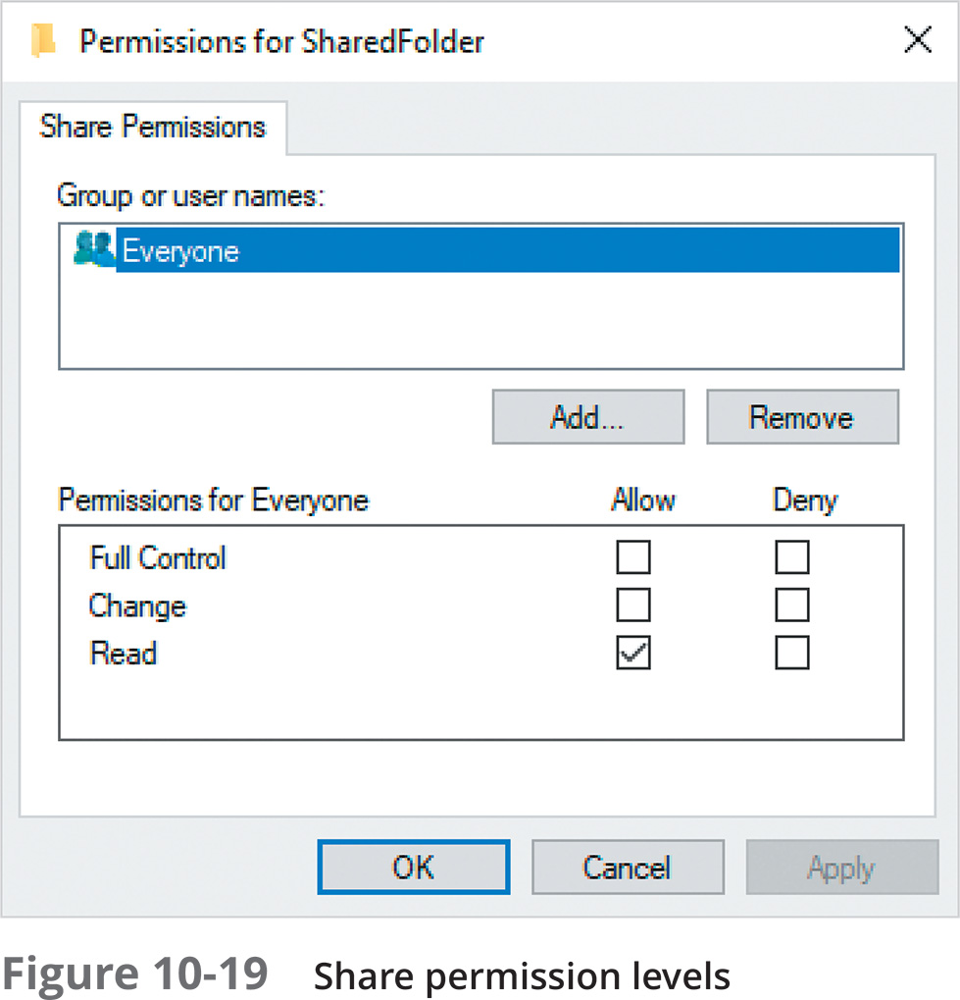 Permissions for SharedFolder
Share Permissions
Group or user names:
Everyone
Add...
Remove
Permissions for Everyone Allow Deny
Full Control
Change
Read
OK
Cancel
Apply
Figure 10-19 Share permission levels